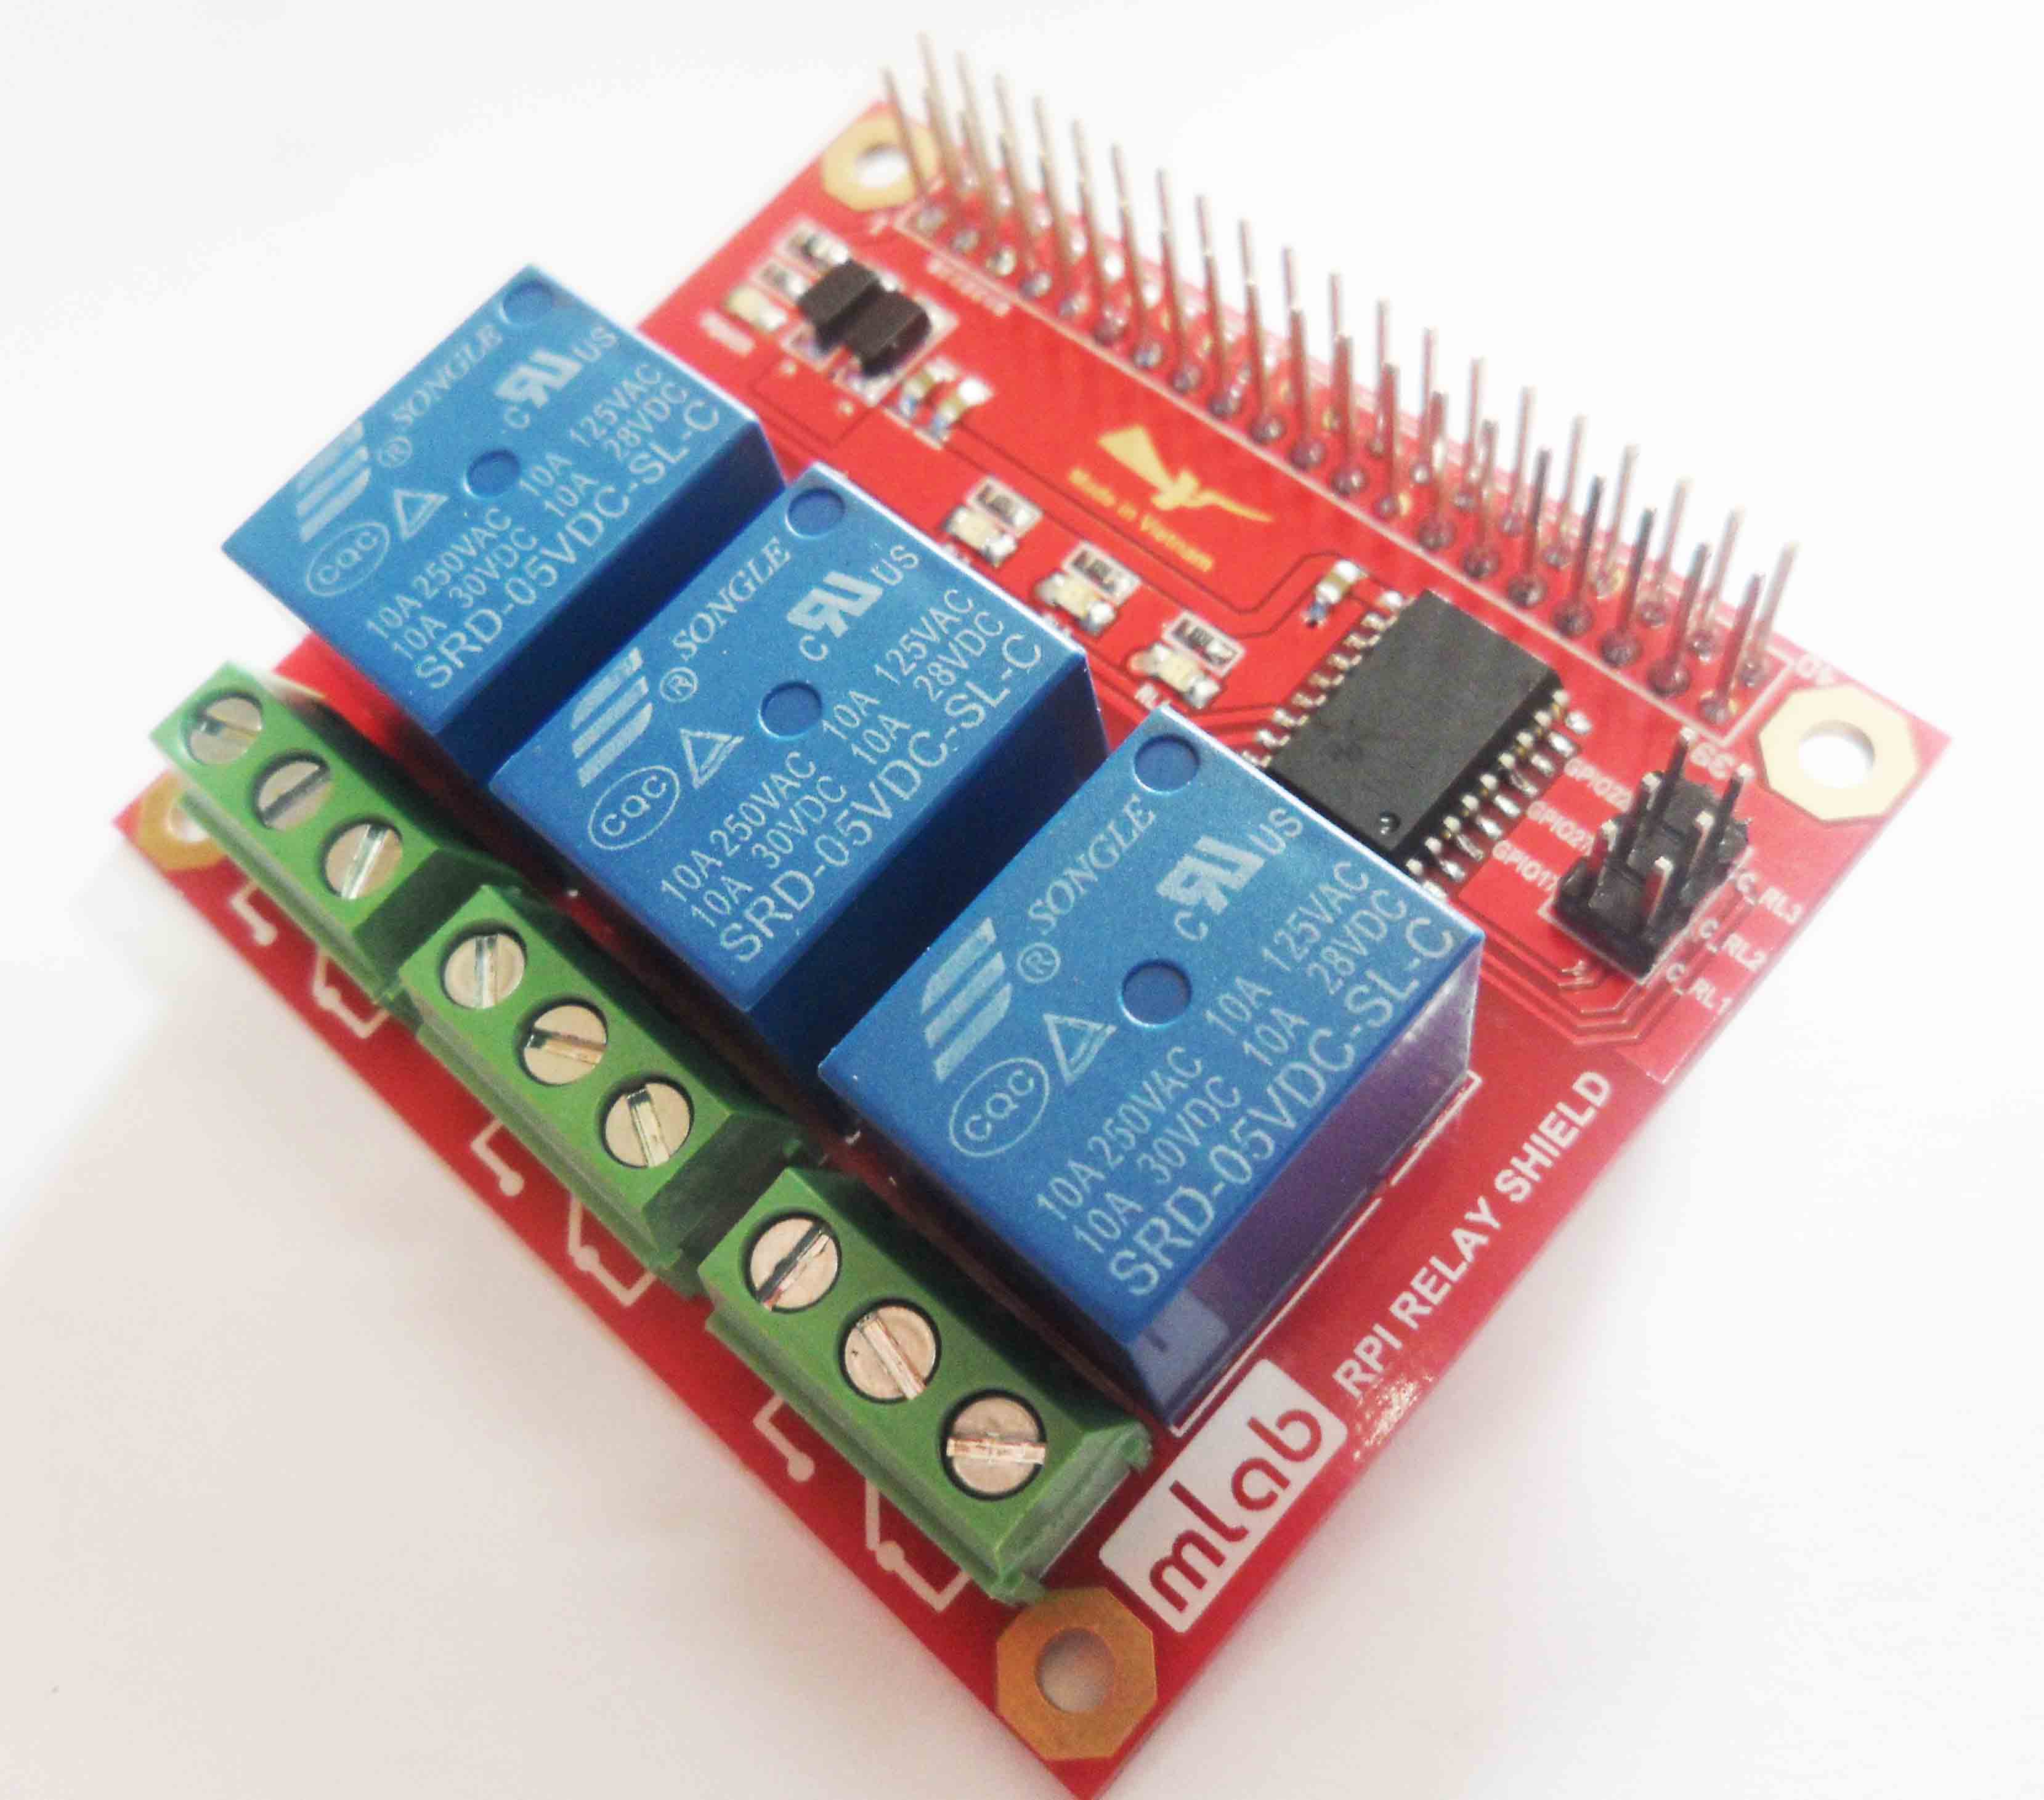 SONGLE
®
C US
CQC
10A 250VAC 10A 125VAC
10A 30VDC 10A 28VDC
SRD-05VDC-SL-C
SONGLE
®
C US
CQC
10A 250VAC 10A 125VAC
10A 30VDC 10A 28VDC
SRD-05VDC-SL-C
SONGLE
®
C US
CQC
10A 250VAC 10A 125VAC
10A 30VDC 10A 28VDC
SRD-05VDC-SL-C
Made in Vietnam
40
39
GPIO17
C_RL3
C_RL2
C_RL1
mLab
RPI RELAY SHIELD